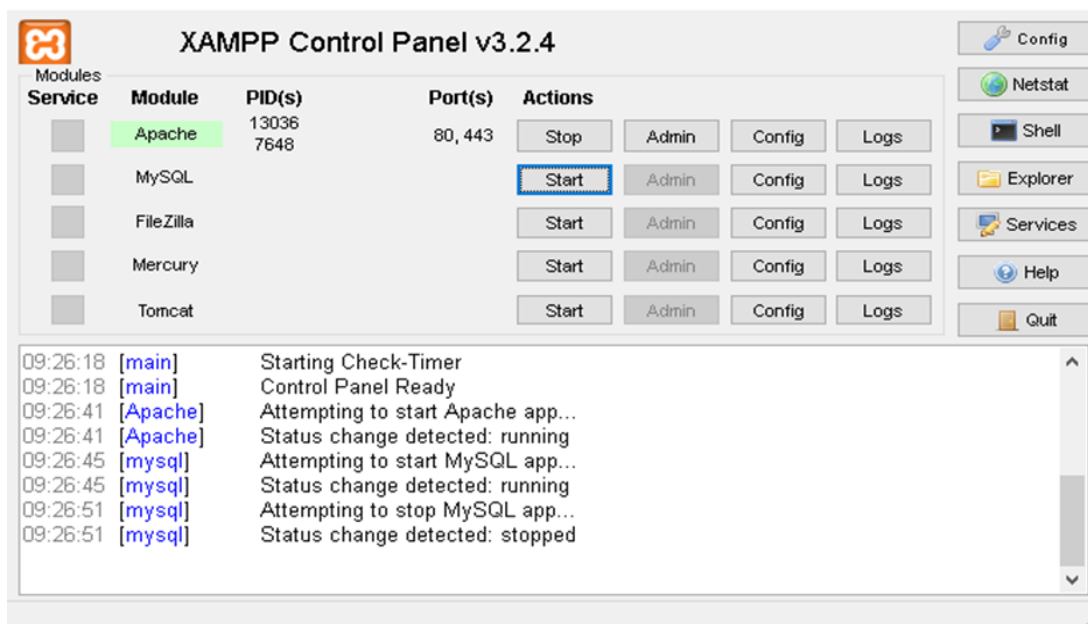 XAMPP Control Panel v3.2.4
Config
Modules
Netstat
Service Module PID(s) Port(s) Actions
Apache 13036 7648 80, 443 Stop Admin Config Logs
Shell
MySQL Start Admin Config Logs
Explorer
FileZilla Start Admin Config Logs
Services
Mercury Start Admin Config Logs
Help
Tomcat Start Admin Config Logs
Quit
09:26:18 [main] Starting Check-Timer
09:26:18 [main] Control Panel Ready
09:26:41 [Apache] Attempting to start Apache app...
09:26:41 [Apache] Status change detected: running
09:26:45 [mysql] Attempting to start MySQL app...
09:26:45 [mysql] Status change detected: running
09:26:51 [mysql] Attempting to stop MySQL app...
09:26:51 [mysql] Status change detected: stopped